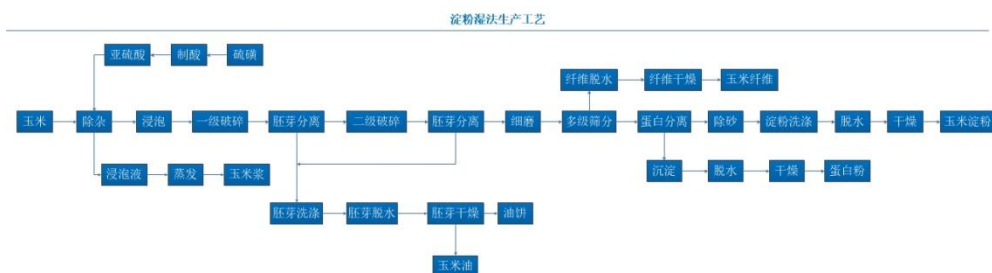 淀粉湿法生产工艺
亚硫酸 制酸 硫磺
纤维脱水 纤维干燥 玉米纤维
玉米 除杂 浸泡 一级破碎 胚芽分离 二级破碎 胚芽分离 细磨 多级筛分 蛋白分离 除砂 淀粉洗涤 脱水 干燥 玉米淀粉
浸泡液 蒸发 玉米浆
沉淀 脱水 干燥 蛋白粉
胚芽洗涤 胚芽脱水 胚芽干燥 油饼
玉米油